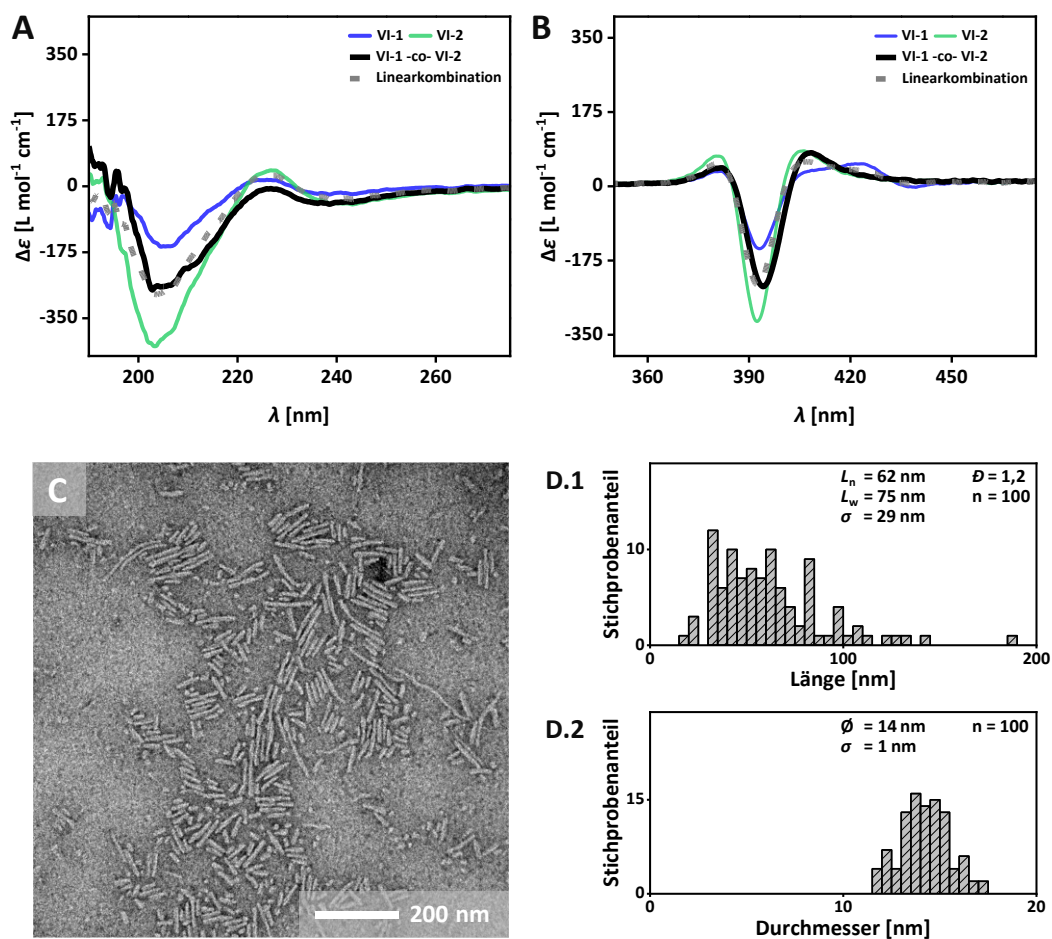 A
VI-1 VI-2
VI-1 -co- VI-2
Linearkombination
350
175
0
-175
-350
Δε [L mol⁻¹ cm⁻¹]
200 220 240 260
λ [nm]
B
VI-1 VI-2
VI-1 -co- VI-2
Linearkombination
350
175
0
-175
-350
Δε [L mol⁻¹ cm⁻¹]
360 390 420 450
λ [nm]
C
200 nm
D.1
Lₙ = 62 nm Đ = 1,2
L_w = 75 nm n = 100
σ = 29 nm
Stichprobenanteil
10
0
0 100 200
Länge [nm]
D.2
Ø = 14 nm n = 100
σ = 1 nm
Stichprobenanteil
15
0
0 10 20
Durchmesser [nm]